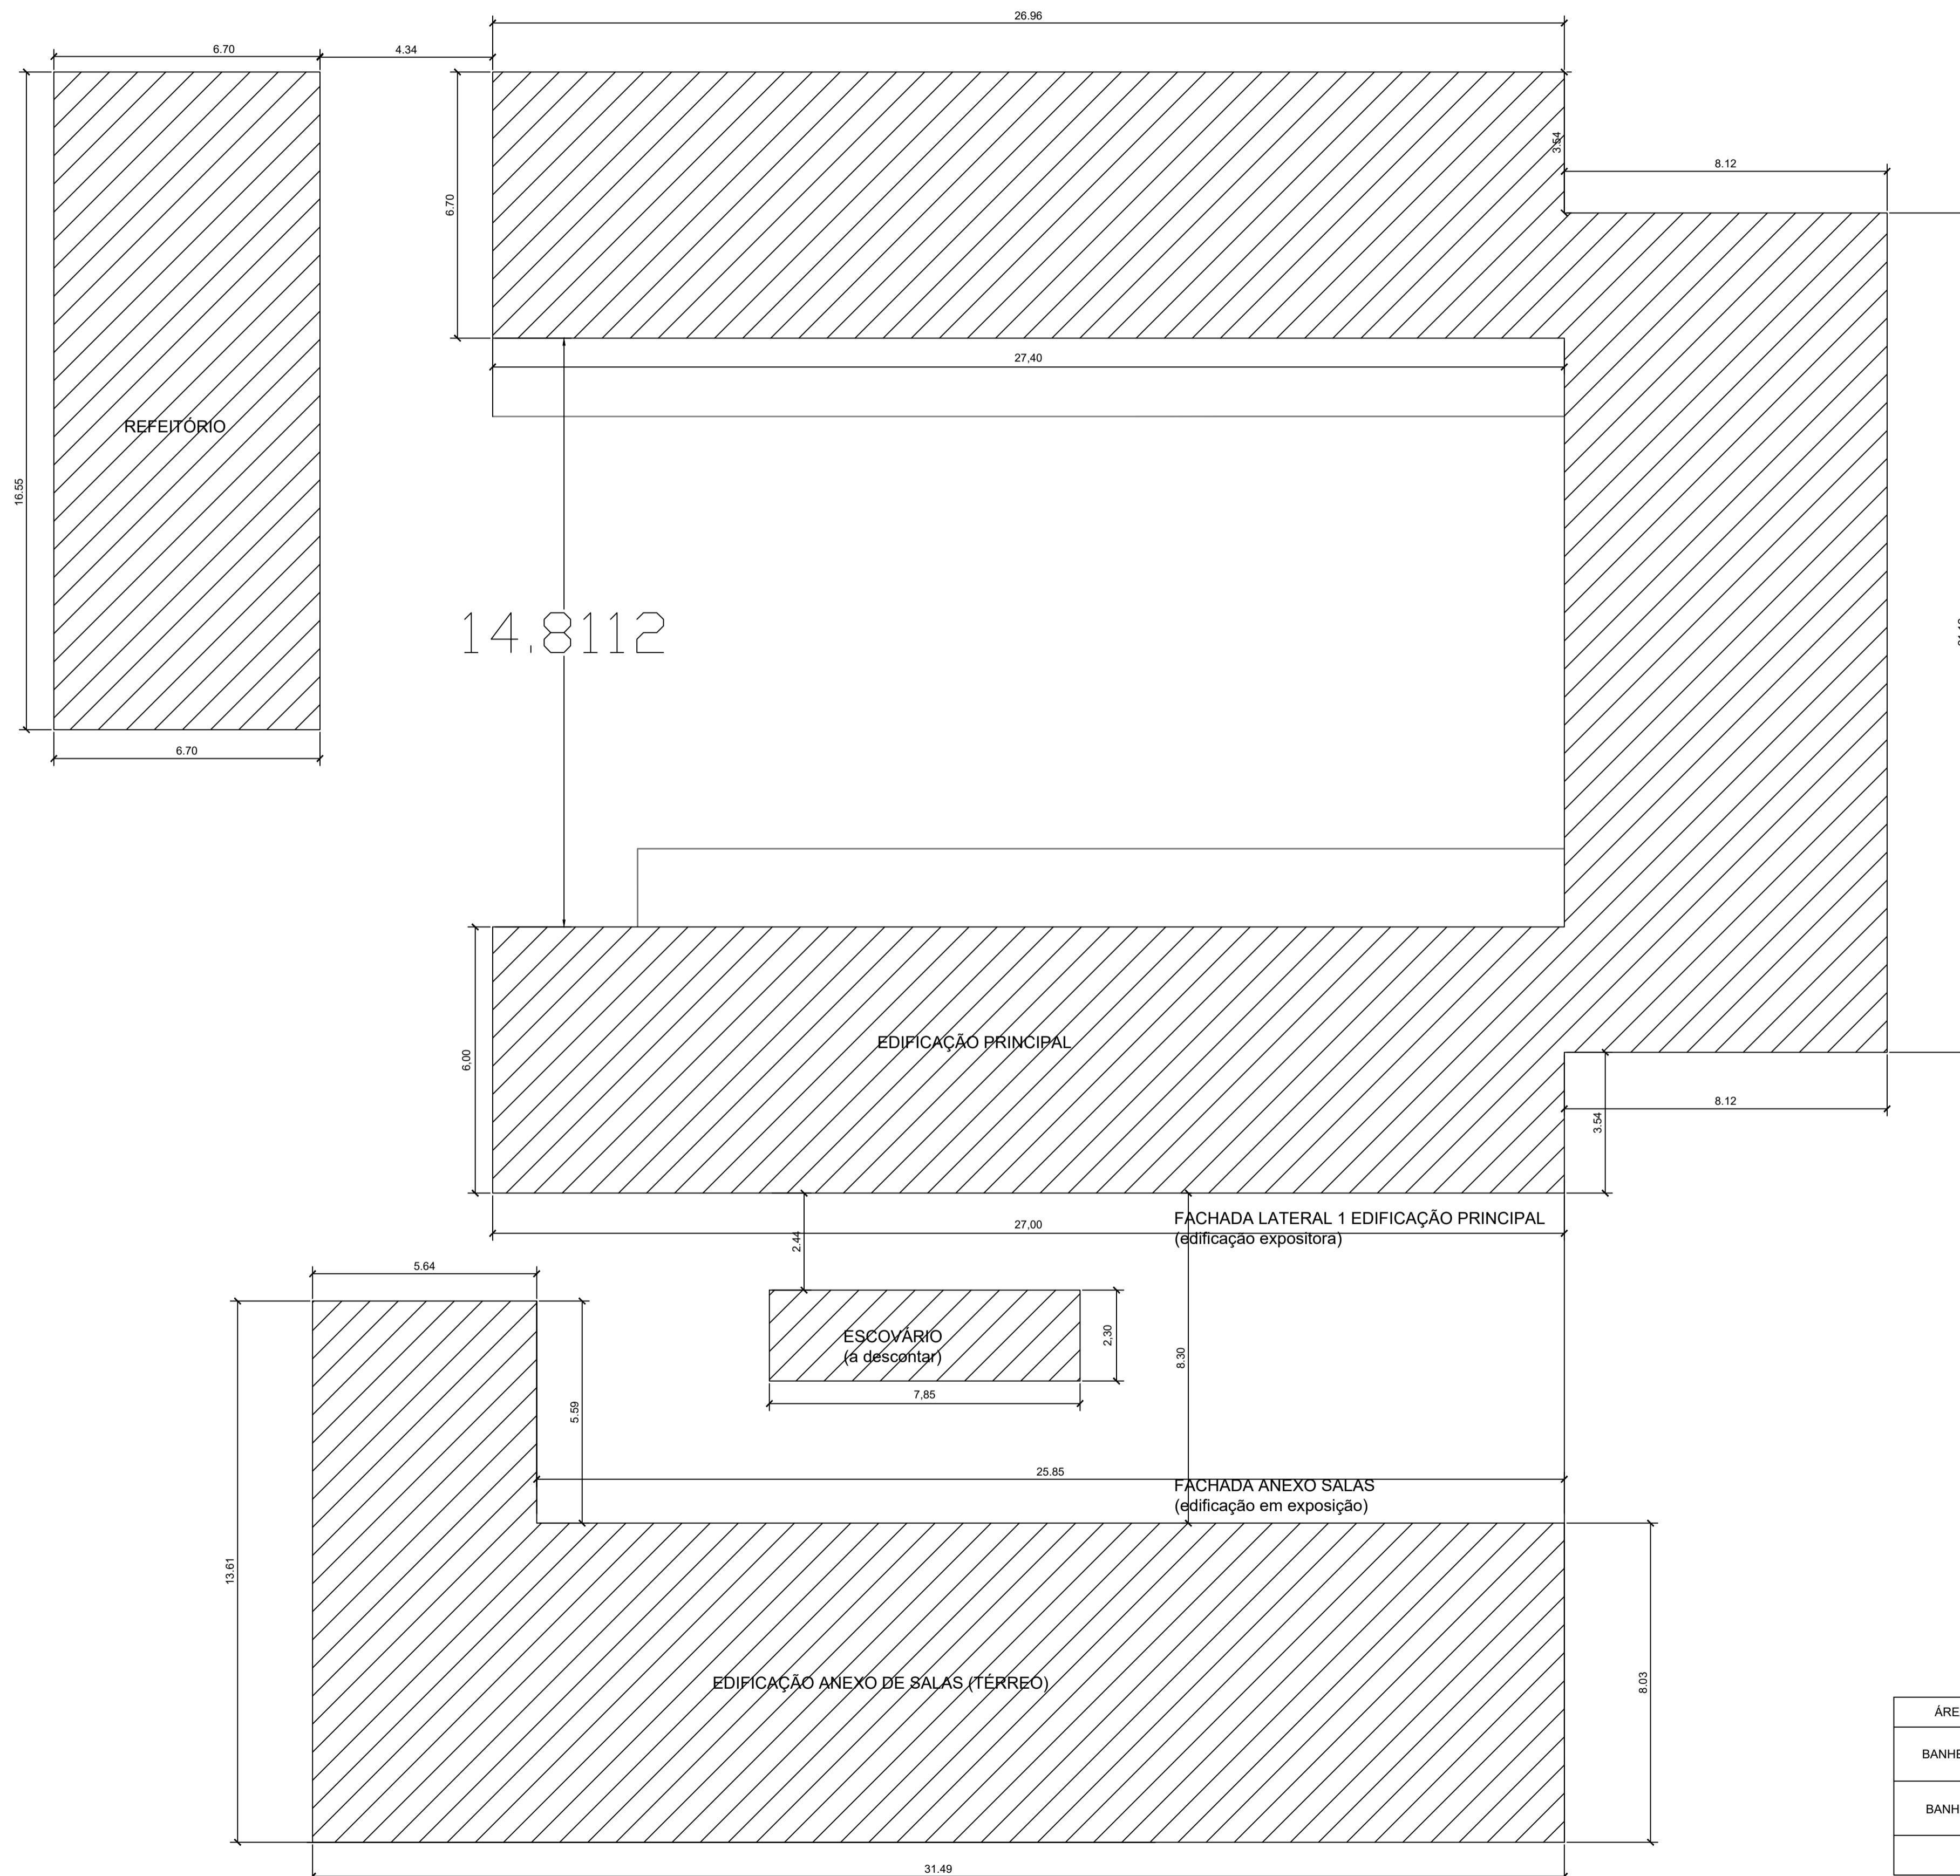 26.96
6.70
4.34
3.54
8.12
6.70
27,40
REFEITÓRIO
16.55
14.8112
6.70
EDIFICAÇÃO PRINCIPAL
6,00
8.12
3.54
FACHADA LATERAL 1 EDIFICAÇÃO PRINCIPAL
27,00
(edificação expositora)
2.44
5.64
ESCOVÁRIO
(a descontar)
2,30
8.30
7,85
5.59
25.85
FACHADA ANEXO SALAS
(edificação em exposição)
13.61
EDIFICAÇÃO ANEXO DE SALAS (TÉRREO)
8.03
31.49